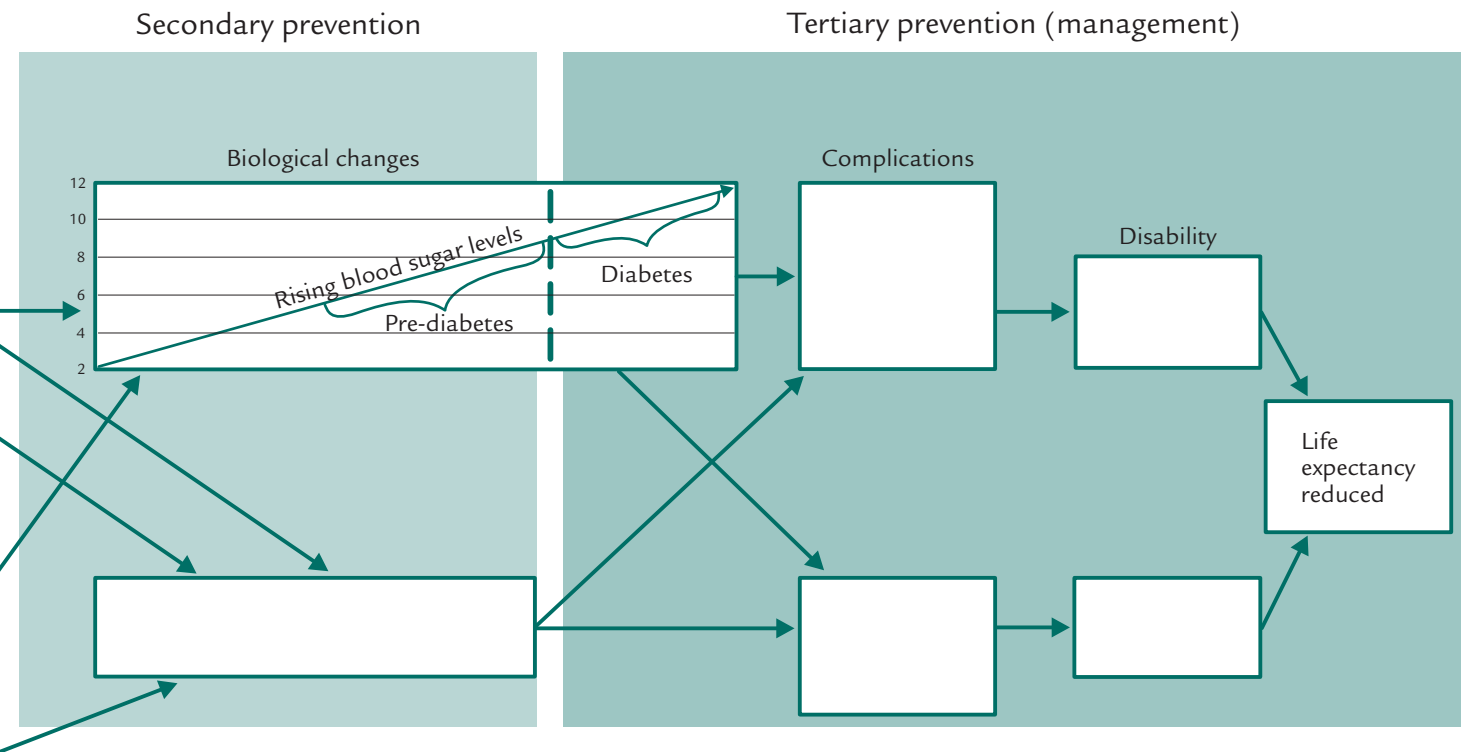 Secondary prevention
Tertiary prevention (management)
Biological changes
12
10
8
6
4
2
Rising blood sugar levels
Pre-diabetes
Diabetes
Complications
Disability
Life
expectancy
reduced